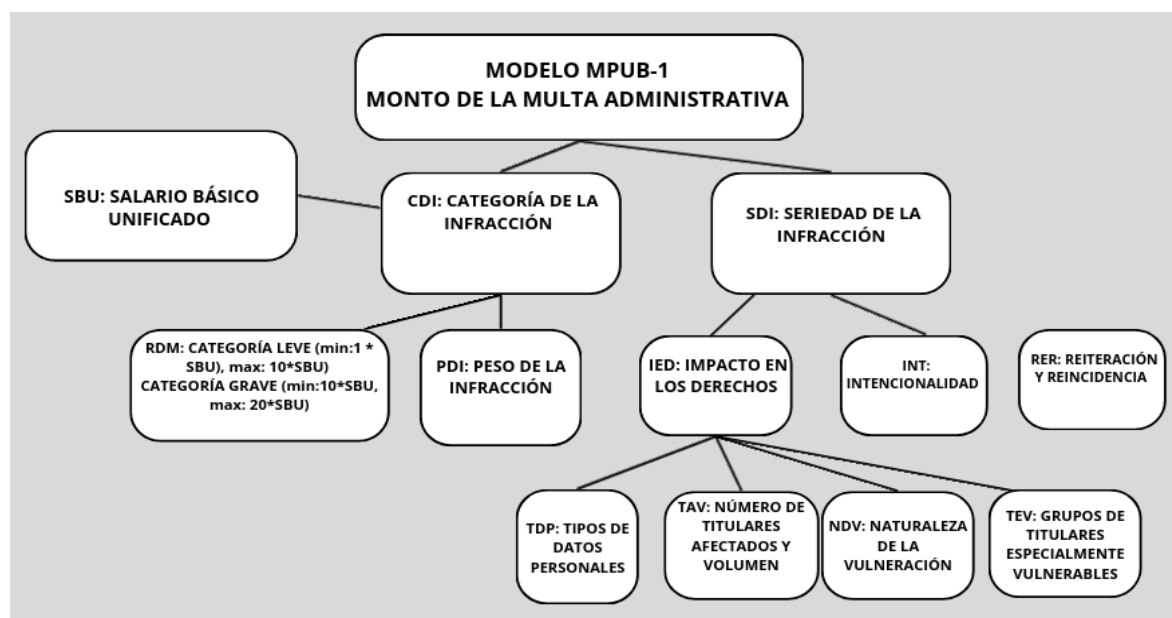 MODELO MPUB-1
MONTO DE LA MULTA ADMINISTRATIVA
SBU: SALARIO BÁSICO
UNIFICADO
CDI: CATEGORÍA DE LA
INFRACCIÓN
SDI: SERIEDAD DE LA
INFRACCIÓN
RDM: CATEGORÍA LEVE (min:1 *
SBU), max: 10*SBU)
CATEGORÍA GRAVE (min:10*SBU,
max: 20*SBU)
PDI: PESO DE LA
INFRACCIÓN
IED: IMPACTO EN
LOS DERECHOS
INT:
INTENCIONALIDAD
RER: REITERACIÓN
Y REINCIDENCIA
TDP: TIPOS DE
DATOS
PERSONALES
TAV: NÚMERO DE
TITULARES
AFECTADOS Y
VOLUMEN
NDV: NATURALEZA
DE LA
VULNERACIÓN
TEV: GRUPOS DE
TITULARES
ESPECIALMENTE
VULNERABLES